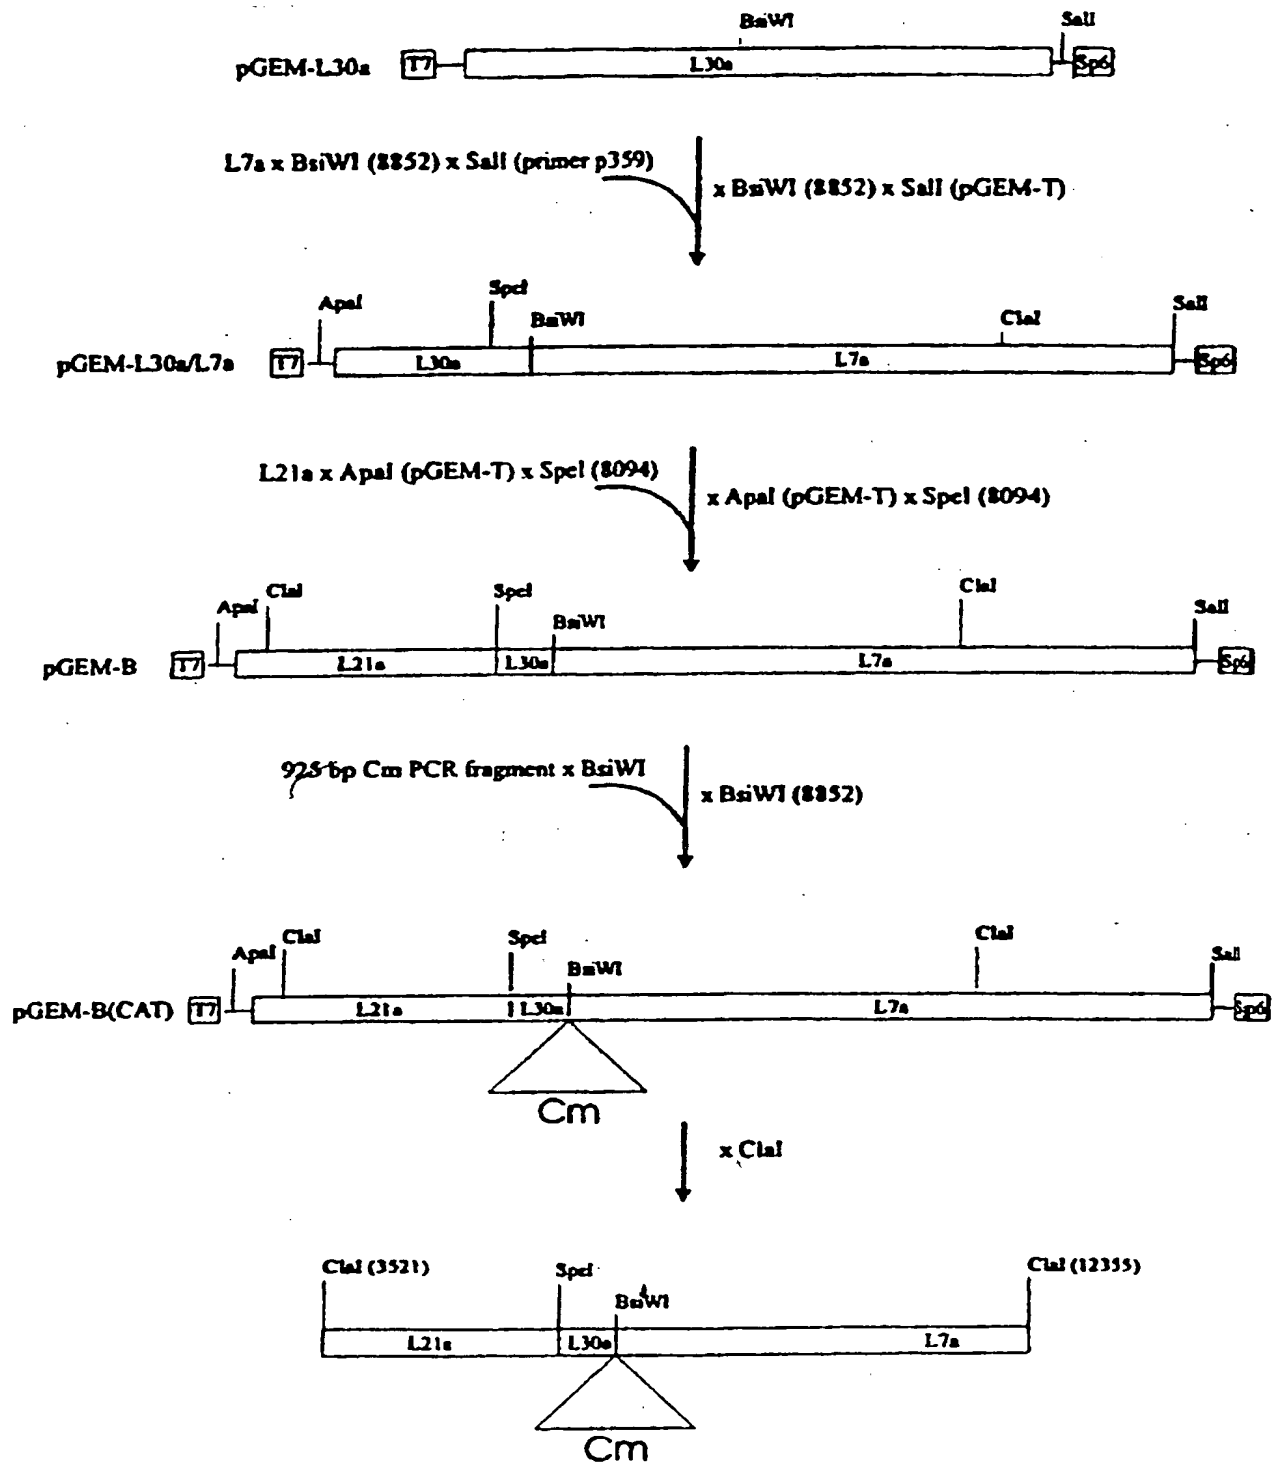 BsiWI SalI
pGEM-L30a T7 L30a Sp6
L7a x BsiWI (8852) x SalI (primer p359)
x BsiWI (8852) x SalI (pGEM-T)
ApaI SpeI BsiWI ClaI SalI
pGEM-L30a/L7a T7 L30a L7a Sp6
L21a x ApaI (pGEM-T) x SpeI (8094)
x ApaI (pGEM-T) x SpeI (8094)
ApaI ClaI SpeI BsiWI ClaI SalI
pGEM-B T7 L21a L30a L7a Sp6
925 bp Cm PCR fragment x BsiWI
x BsiWI (8852)
ApaI ClaI SpeI BsiWI ClaI SalI
pGEM-B(CAT) T7 L21a L30a L7a Sp6
Cm
x ClaI
ClaI (3521) SpeI BsiWI ClaI (12355)
L21a L30a L7a
Cm